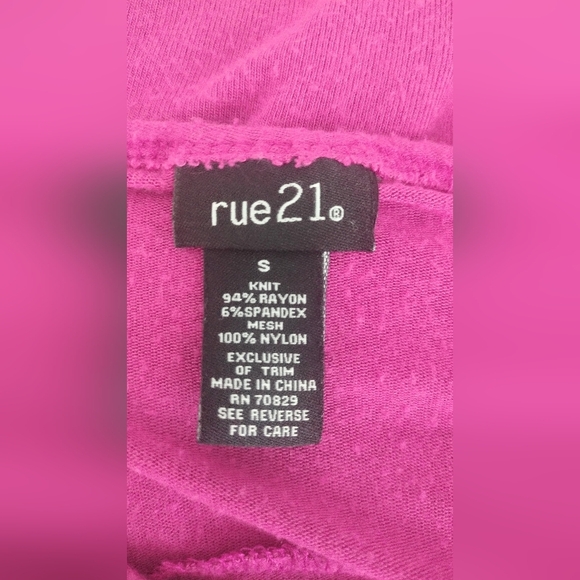 rue21®
S
KNIT
94% RAYON
6%SPANDEX
MESH
100% NYLON
EXCLUSIVE
OF TRIM
MADE IN CHINA
RN 70829
SEE REVERSE
FOR CARE